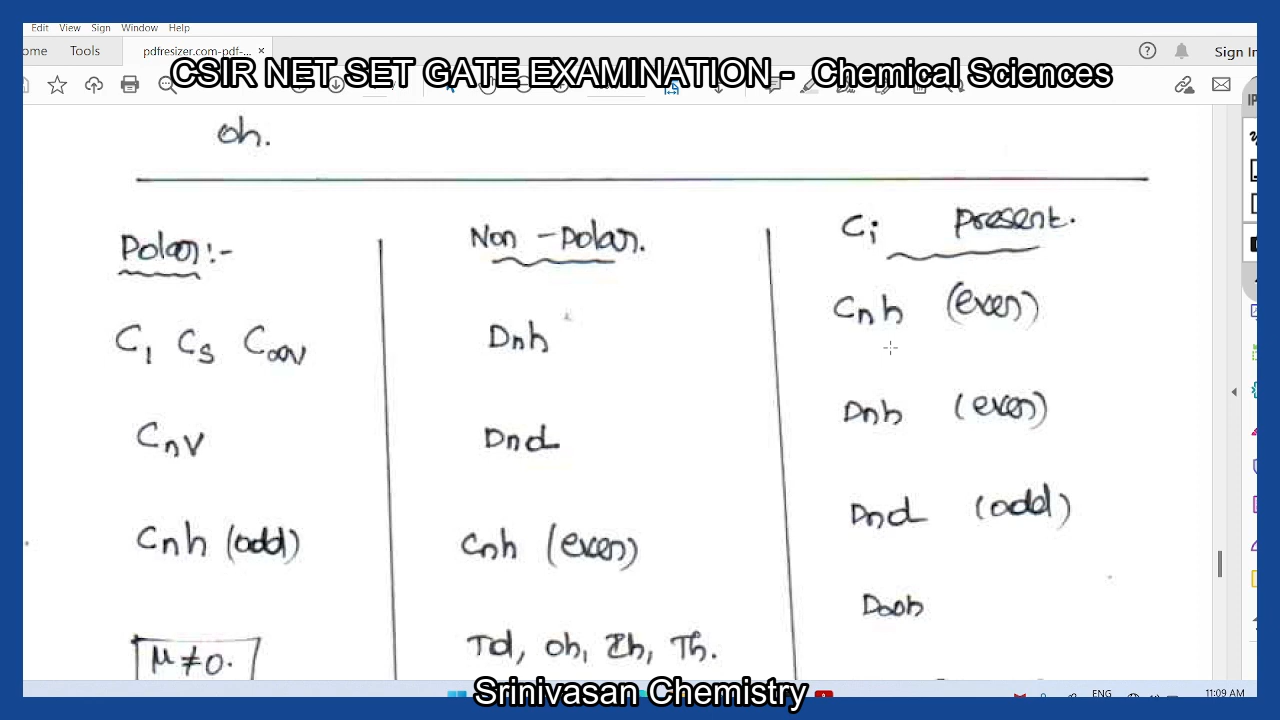 Edit View Sign Window Help
ome Tools pdfresizer.com-pdf-... × Sign In
CSIR NET SET GATE EXAMINATION - Chemical Sciences
oh.
Polar:-
C1 Cs C∞v
Cnv
Cnh (odd)
μ≠0.
Non - Polar.
Dnh
Dnd
Cnh (even)
Td, oh, Ih, Th.
Ci Present.
Cnh (even)
Dnh (even)
Dnd (odd)
D∞h
Srinivasan Chemistry
ENG 11:09 AM